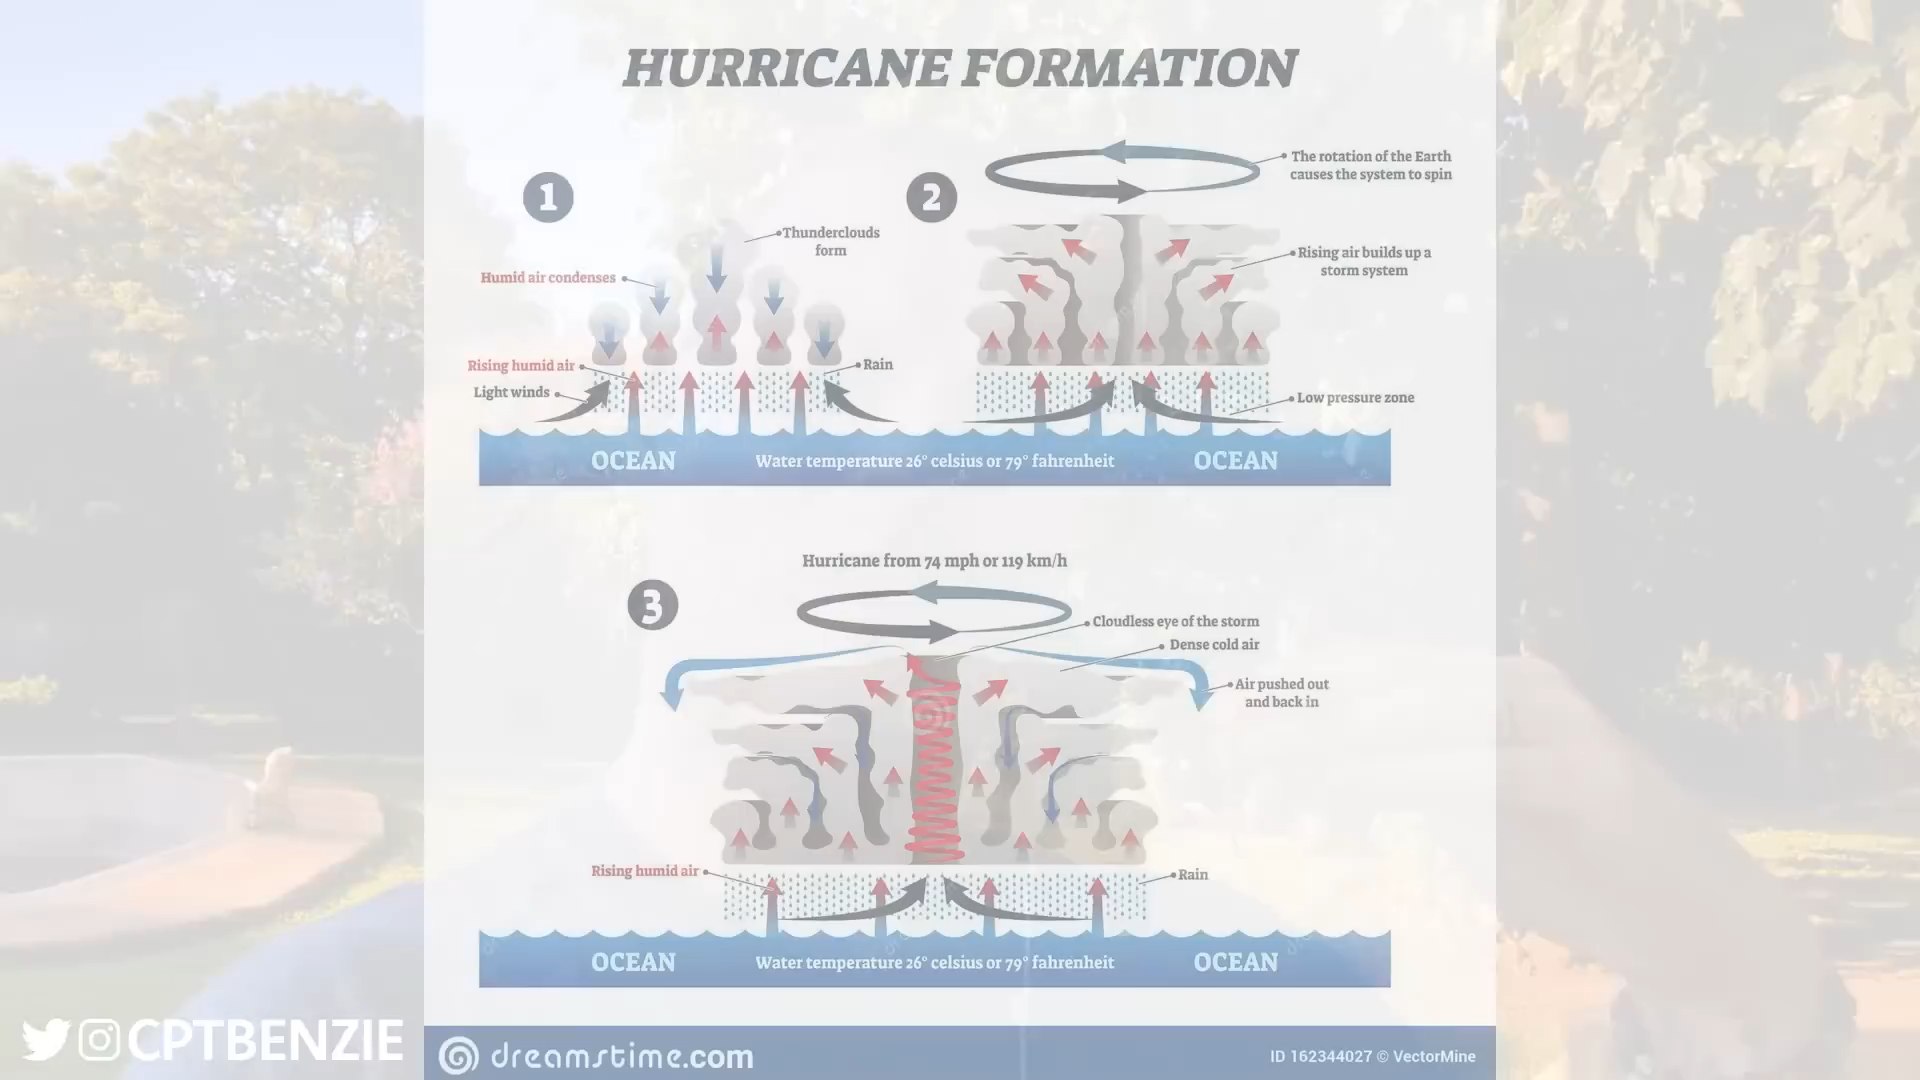 HURRICANE FORMATION
1
Thunderclouds
form
Humid air condenses
Rising humid air
Light winds
Rain
2
The rotation of the Earth
causes the system to spin
Rising air builds up a
storm system
Low pressure zone
OCEAN
Water temperature 26° celsius or 79° fahrenheit
OCEAN
Hurricane from 74 mph or 119 km/h
3
Cloudless eye of the storm
Dense cold air
Air pushed out
and back in
Rising humid air
Rain
OCEAN
Water temperature 26° celsius or 79° fahrenheit
OCEAN
CPTBENZIE
dreamstime.com
ID 162344027 © VectorMine